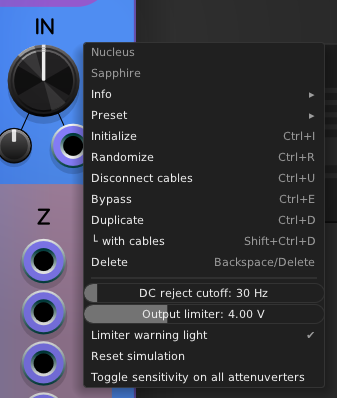 IN
Nucleus
Sapphire
Info ▸
Preset ▸
Initialize Ctrl+I
Randomize Ctrl+R
Disconnect cables Ctrl+U
Bypass Ctrl+E
Duplicate Ctrl+D
└ with cables Shift+Ctrl+D
Delete Backspace/Delete
DC reject cutoff: 30 Hz
Output limiter: 4.00 V
Limiter warning light ✔
Reset simulation
Toggle sensitivity on all attenuverters
Z